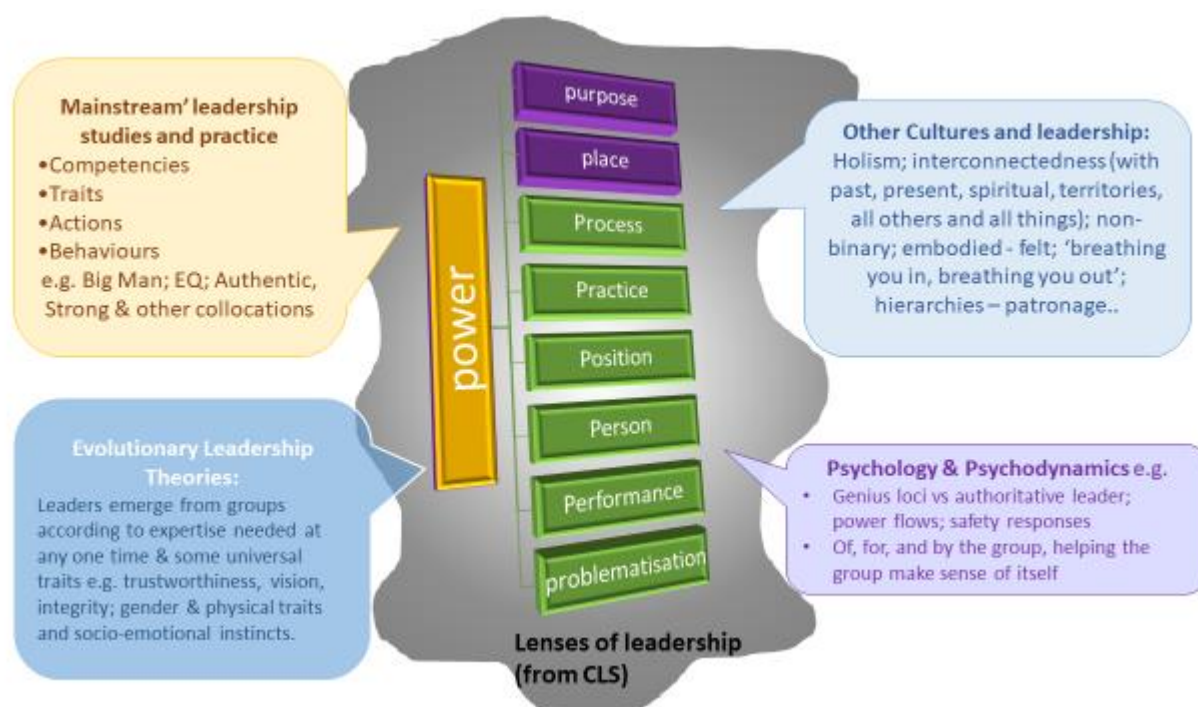 Mainstream’ leadership
studies and practice
•Competencies
•Traits
•Actions
•Behaviours
e.g. Big Man; EQ; Authentic,
Strong & other collocations
Evolutionary Leadership
Theories:
Leaders emerge from groups
according to expertise needed at
any one time & some universal
traits e.g. trustworthiness, vision,
integrity; gender & physical traits
and socio-emotional instincts.
power
purpose
place
Process
Practice
Position
Person
Performance
problematisation
Lenses of leadership
(from CLS)
Other Cultures and leadership:
Holism; interconnectedness (with
past, present, spiritual, territories,
all others and all things); non-
binary; embodied - felt; ‘breathing
you in, breathing you out’;
hierarchies – patronage..
Psychology & Psychodynamics e.g.
• Genius loci vs authoritative leader;
power flows; safety responses
• Of, for, and by the group, helping the
group make sense of itself